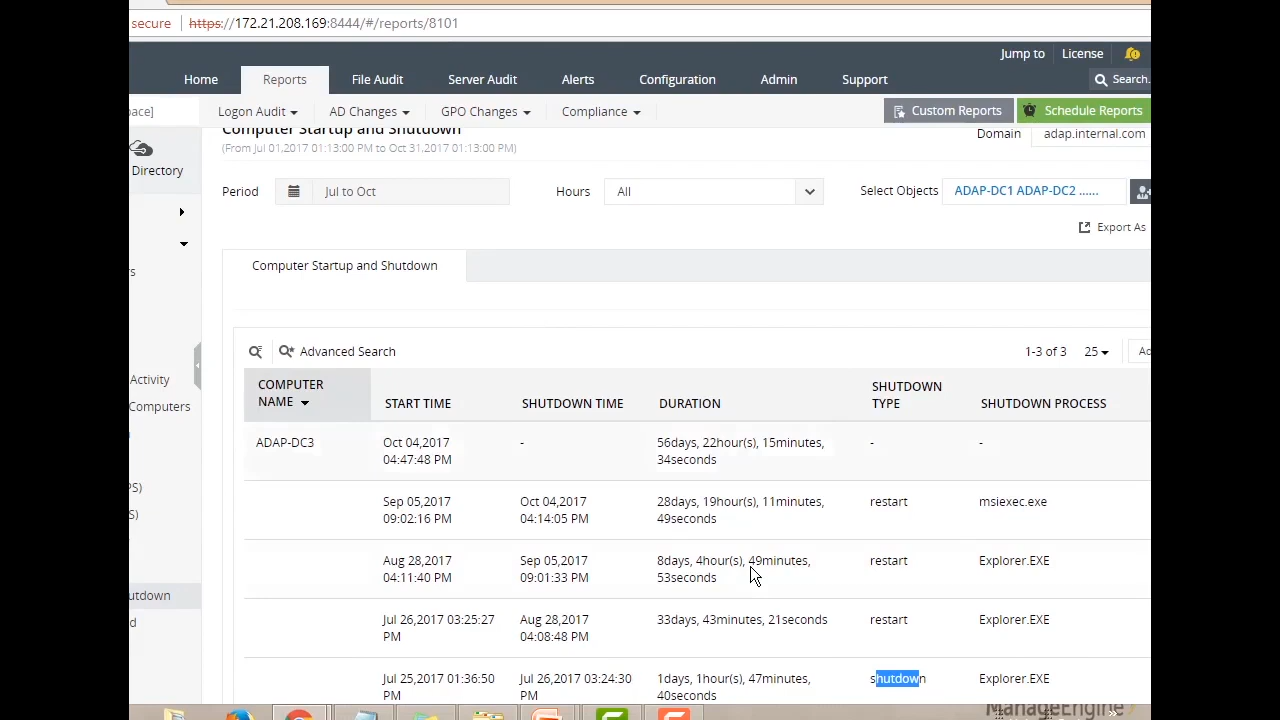 secure https://172.21.208.169:8444/#/reports/8101
Jump to License
Home Reports File Audit Server Audit Alerts Configuration Admin Support Search.
pace] Logon Audit AD Changes GPO Changes Compliance Custom Reports Schedule Reports
Computer Startup and Shutdown Domain adap.internal.com
(From Jul 01,2017 01:13:00 PM to Oct 31,2017 01:13:00 PM)
Directory
Period Jul to Oct Hours All Select Objects ADAP-DC1 ADAP-DC2 ......
Export As
rs
Computer Startup and Shutdown
Advanced Search 1-3 of 3 25 Ad
Activity
Computers
PS)
S)
utdown
d
COMPUTER NAME START TIME SHUTDOWN TIME DURATION SHUTDOWN TYPE SHUTDOWN PROCESS
ADAP-DC3 Oct 04,2017 - 56days, 22hour(s), 15minutes, - -
04:47:48 PM 34seconds
Sep 05,2017 Oct 04,2017 28days, 19hour(s), 11minutes, restart msiexec.exe
09:02:16 PM 04:14:05 PM 49seconds
Aug 28,2017 Sep 05,2017 8days, 4hour(s), 49minutes, restart Explorer.EXE
04:11:40 PM 09:01:33 PM 53seconds
Jul 26,2017 03:25:27 Aug 28,2017 33days, 43minutes, 21seconds restart Explorer.EXE
PM 04:08:48 PM
Jul 25,2017 01:36:50 Jul 26,2017 03:24:30 1days, 1hour(s), 47minutes, shutdown Explorer.EXE
PM PM 40seconds
ManageEngine